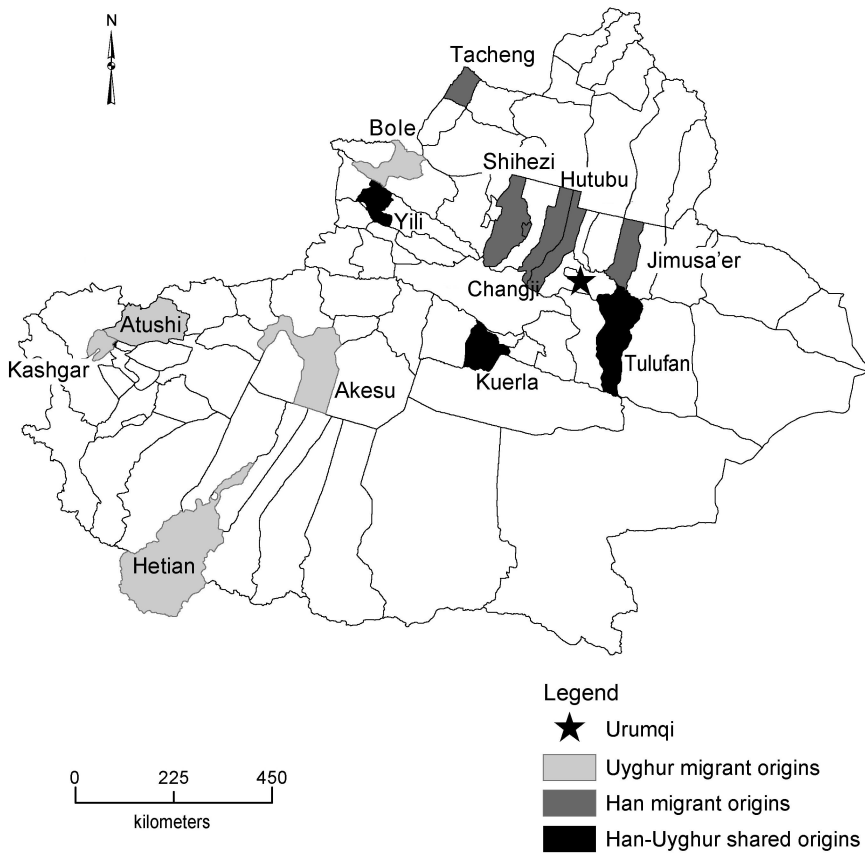 N
Tacheng
Bole
Shihezi
Hutubu
Yili
Jimusa'er
Changji
Atushi
Kashgar
Akesu
Kuerla
Tulufan
Hetian
Legend
Urumqi
Uyghur migrant origins
Han migrant origins
Han-Uyghur shared origins
0 225 450
kilometers